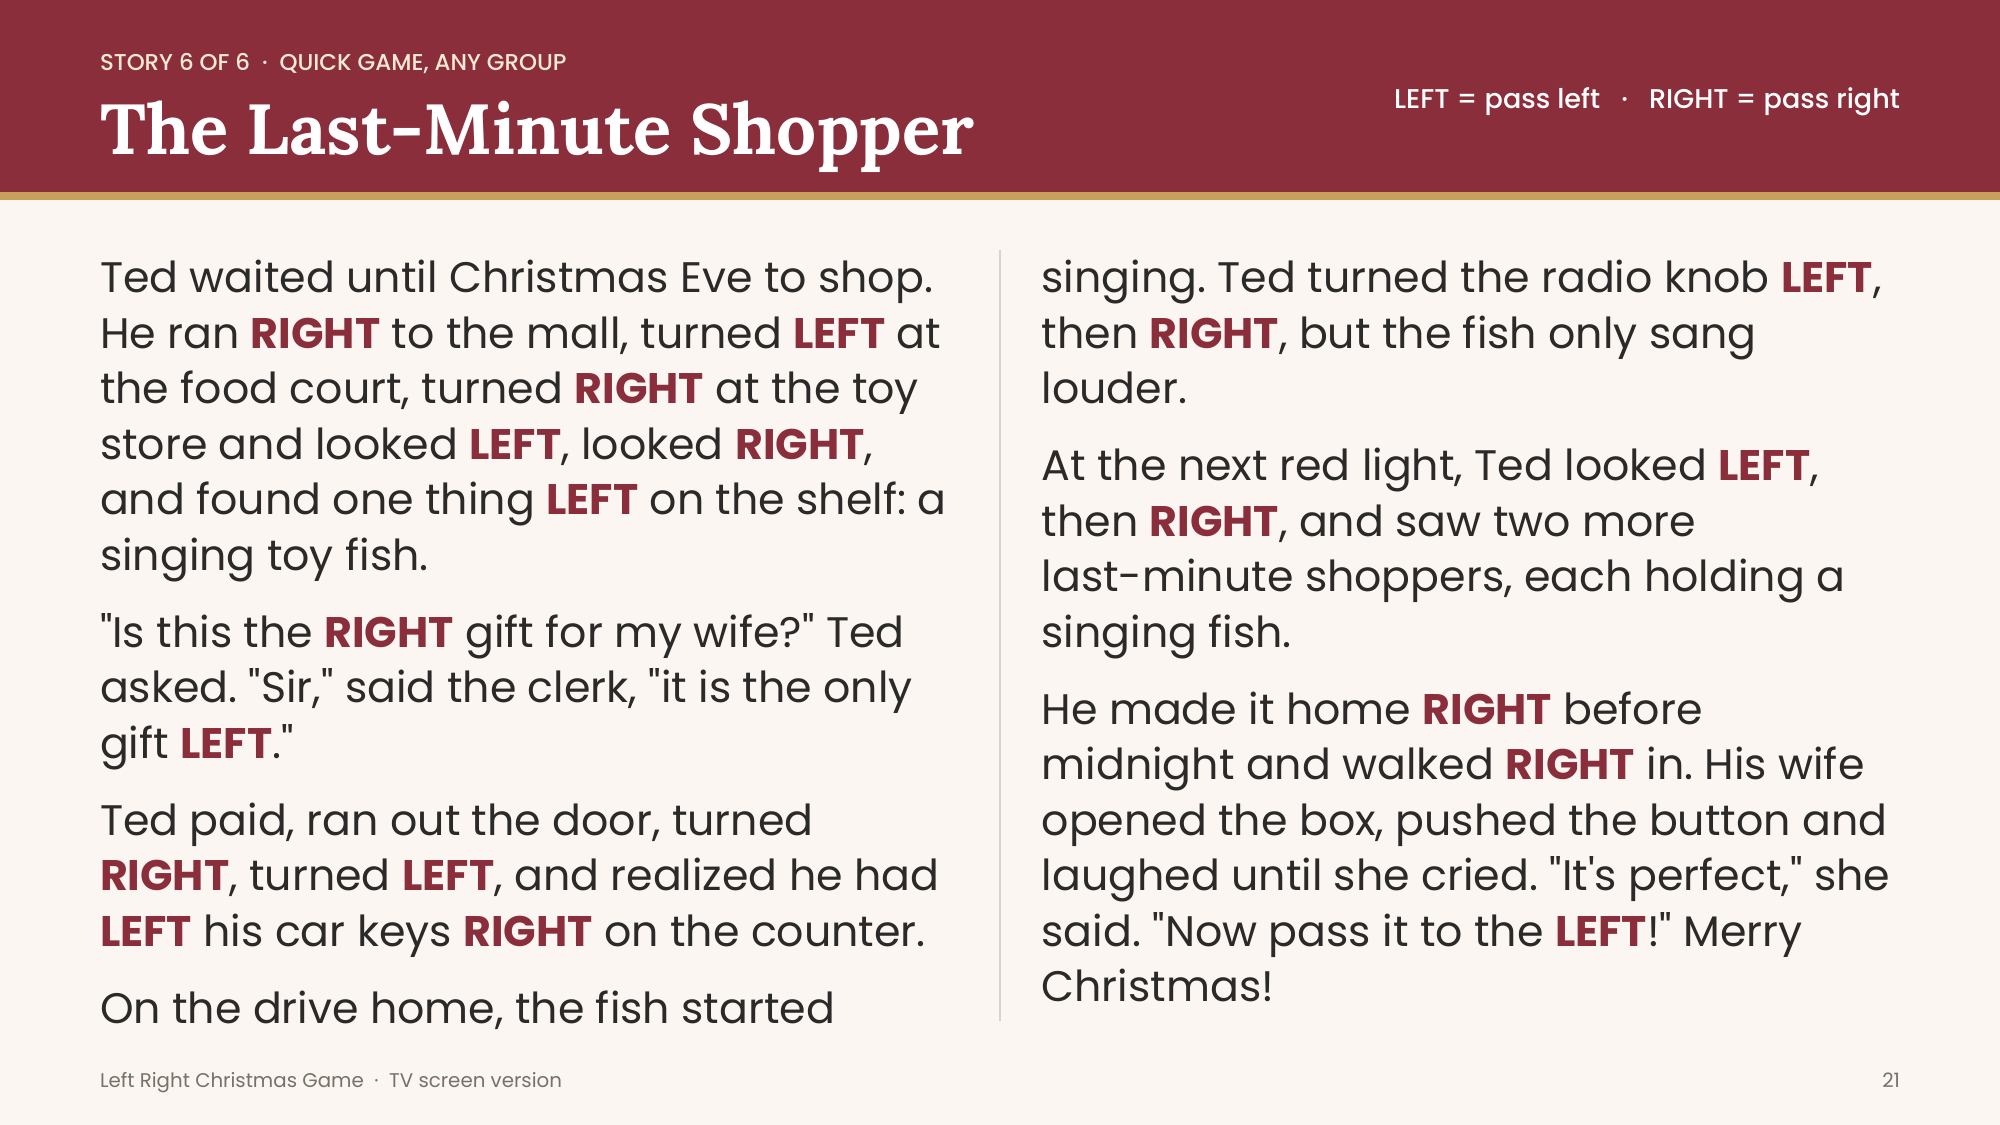 STORY 6 OF 6 · QUICK GAME, ANY GROUP
The Last-Minute Shopper
LEFT = pass left · RIGHT = pass right
Ted waited until Christmas Eve to shop.
He ran RIGHT to the mall, turned LEFT at
the food court, turned RIGHT at the toy
store and looked LEFT, looked RIGHT,
and found one thing LEFT on the shelf: a
singing toy fish.
"Is this the RIGHT gift for my wife?" Ted
asked. "Sir," said the clerk, "it is the only
gift LEFT."
Ted paid, ran out the door, turned
RIGHT, turned LEFT, and realized he had
LEFT his car keys RIGHT on the counter.
On the drive home, the fish started
singing. Ted turned the radio knob LEFT,
then RIGHT, but the fish only sang
louder.
At the next red light, Ted looked LEFT,
then RIGHT, and saw two more
last-minute shoppers, each holding a
singing fish.
He made it home RIGHT before
midnight and walked RIGHT in. His wife
opened the box, pushed the button and
laughed until she cried. "It's perfect," she
said. "Now pass it to the LEFT!" Merry
Christmas!
Left Right Christmas Game · TV screen version
21